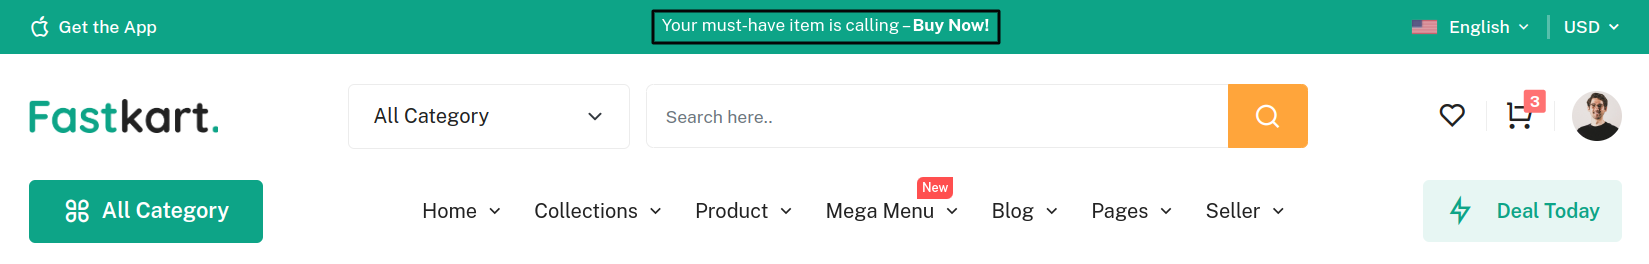 Get the App
Your must-have item is calling – Buy Now!
English
USD
Fastkart.
All Category
Search here..
3
All Category
Home
Collections
Product
Mega Menu
New
Blog
Pages
Seller
Deal Today